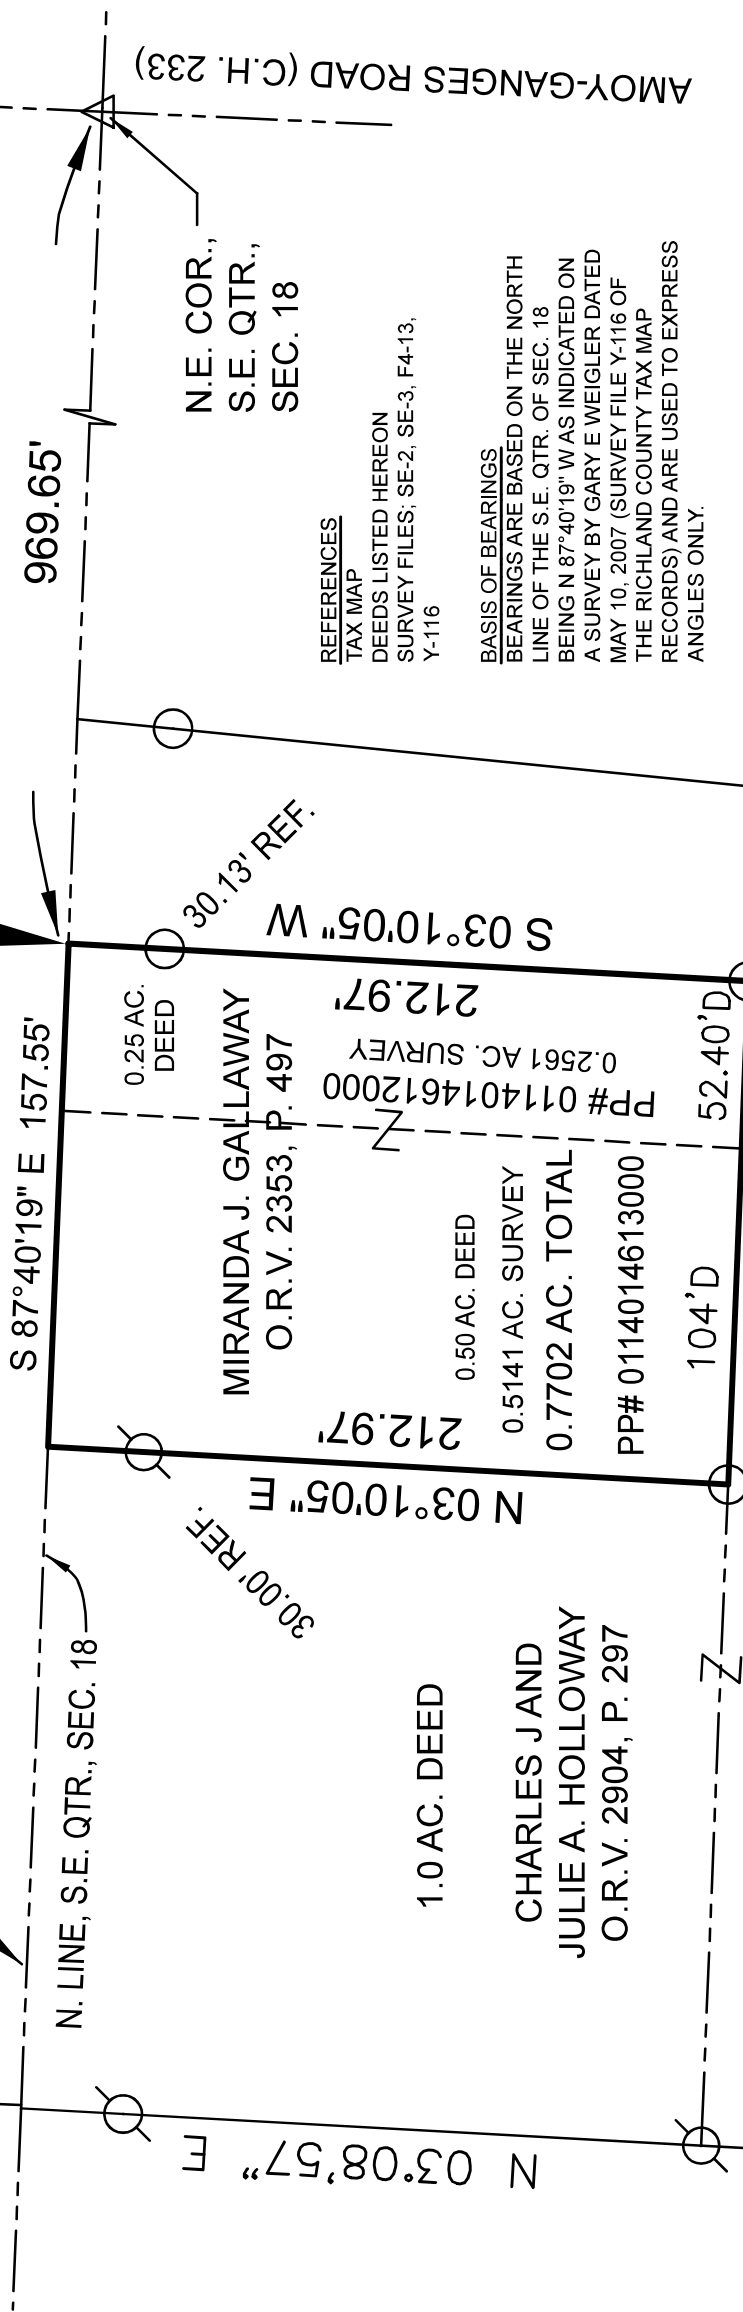 969.65'
AMOY-GANGES ROAD (C.H. 233)
N.E. COR.,
S.E. QTR.,
SEC. 18
REFERENCES
TAX MAP
DEEDS LISTED HEREON
SURVEY FILES; SE-2, SE-3, F4-13,
Y-116
BASIS OF BEARINGS
BEARINGS ARE BASED ON THE NORTH
LINE OF THE S.E. QTR. OF SEC. 18
BEING N 87°40'19" W AS INDICATED ON
A SURVEY BY GARY E WEIGLER DATED
MAY 10, 2007 (SURVEY FILE Y-116 OF
THE RICHLAND COUNTY TAX MAP
RECORDS) AND ARE USED TO EXPRESS
ANGLES ONLY.
S 87°40'19" E 157.55'
30.13' REF.
S 03°10'05" W
212.97'
0.25 AC.
DEED
0.2561 AC. SURVEY
PP# 0114014612000
52.40'D
MIRANDA J. GALLAWAY
O.R.V. 2353, P. 497
0.50 AC. DEED
0.5141 AC. SURVEY
0.7702 AC. TOTAL
PP# 0114014613000
104'D
212.97'
N 03°10'05" E
30.00' REF.
N. LINE, S.E. QTR., SEC. 18
1.0 AC. DEED
CHARLES J AND
JULIE A. HOLLOWAY
O.R.V. 2904, P. 297
N 03°08'57" E